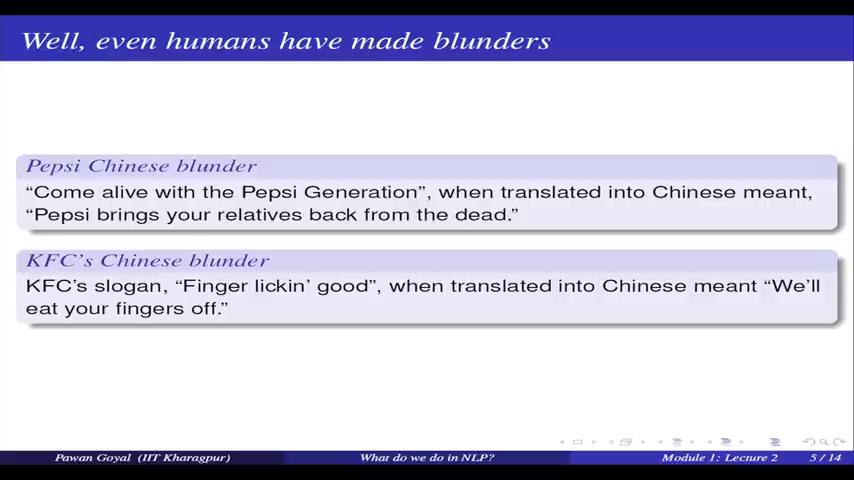 Well, even humans have made blunders
Pepsi Chinese blunder
“Come alive with the Pepsi Generation”, when translated into Chinese meant,
“Pepsi brings your relatives back from the dead.”
KFC’s Chinese blunder
KFC’s slogan, “Finger lickin’ good”, when translated into Chinese meant “We’ll
eat your fingers off.”
Pawan Goyal (IIT Kharagpur) What do we do in NLP? Module 1: Lecture 2 5 / 14